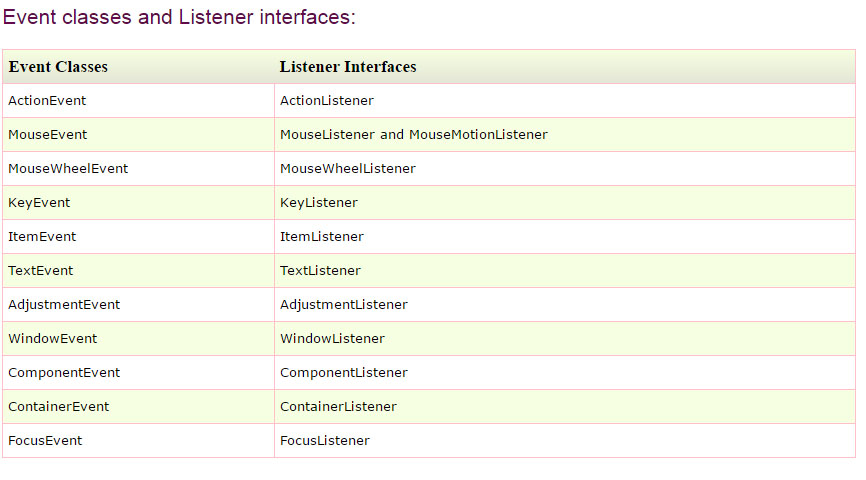 Event classes and Listener interfaces:
Event Classes Listener Interfaces
ActionEvent ActionListener
MouseEvent MouseListener and MouseMotionListener
MouseWheelEvent MouseWheelListener
KeyEvent KeyListener
ItemEvent ItemListener
TextEvent TextListener
AdjustmentEvent AdjustmentListener
WindowEvent WindowListener
ComponentEvent ComponentListener
ContainerEvent ContainerListener
FocusEvent FocusListener